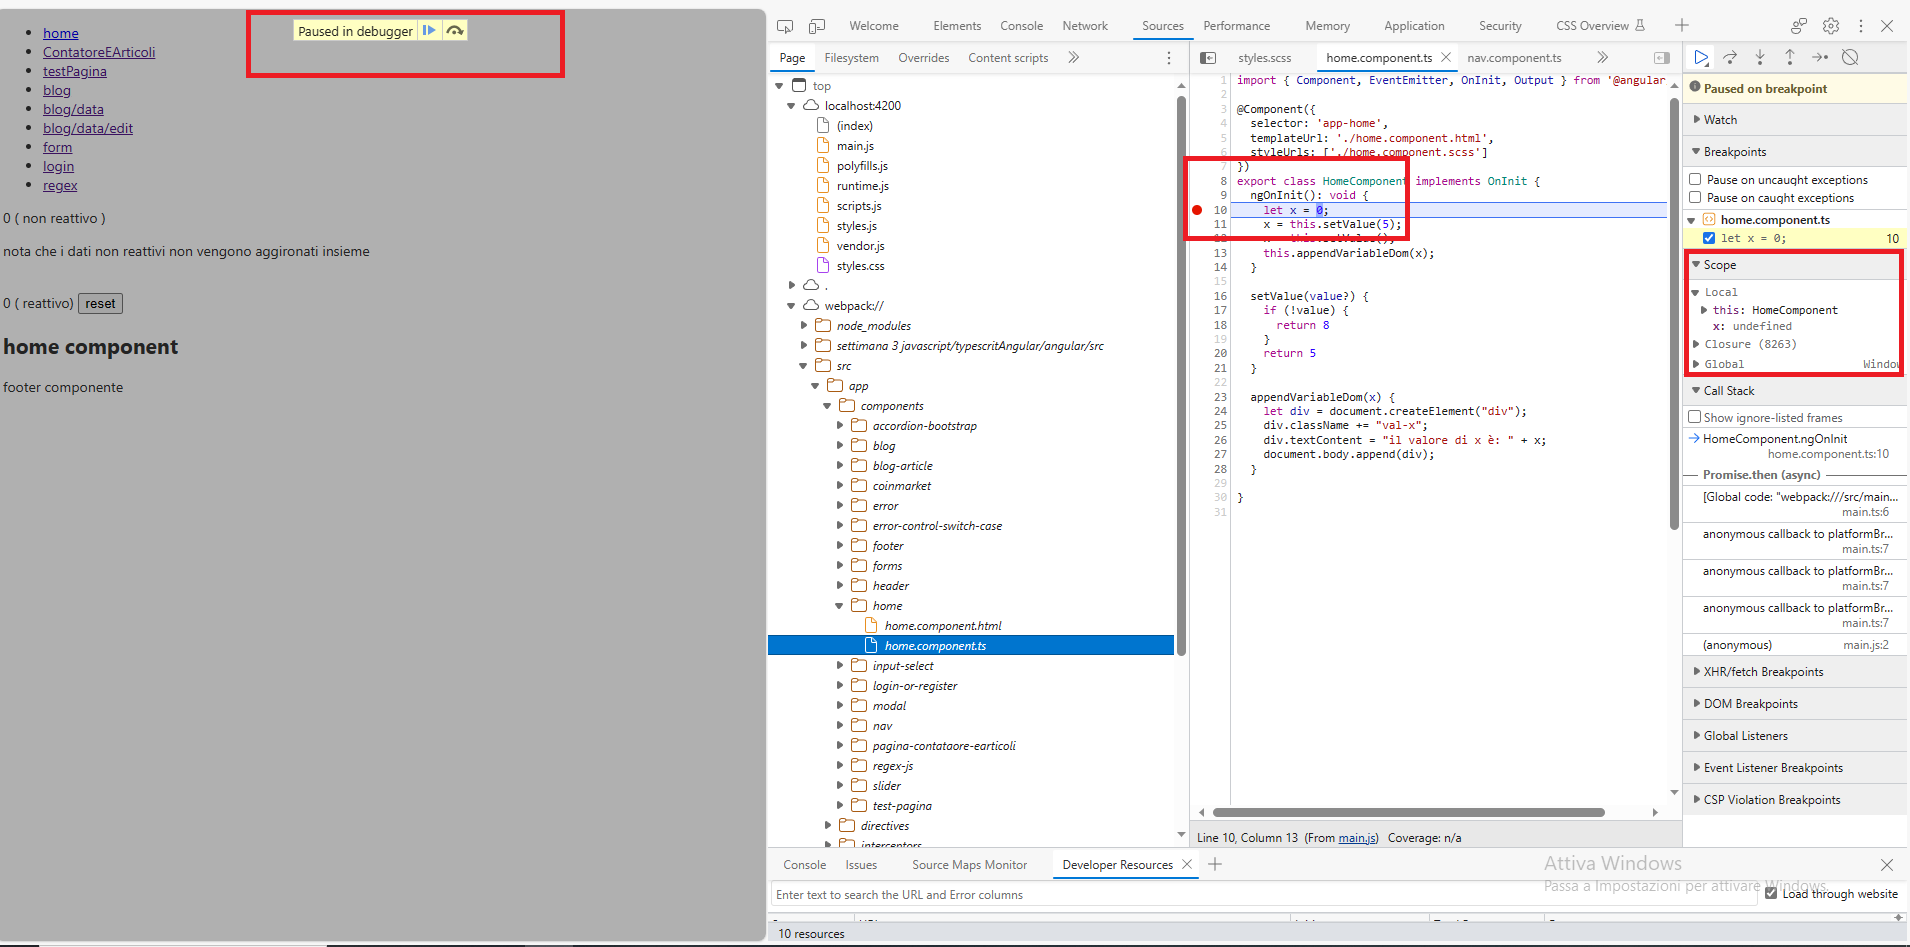 home
ContatoreEArticoli
testPagina
blog
blog/data
blog/data/edit
form
login
regex
Paused in debugger
0 ( non reattivo )
nota che i dati non reattivi non vengono aggironati insieme
0 ( reattivo) reset
home component
footer componente
Welcome Elements Console Network Sources Performance Memory Application Security CSS Overview
Page Filesystem Overrides Content scripts
top
localhost:4200
(index)
main.js
polyfills.js
runtime.js
scripts.js
styles.js
vendor.js
styles.css
.
webpack://
node_modules
settimana 3 javascript/typescritAngular/angular/src
src
app
components
accordion-bootstrap
blog
blog-article
coinmarket
error
error-control-switch-case
footer
forms
header
home
home.component.html
home.component.ts
input-select
login-or-register
modal
nav
pagina-contataore-earticoli
regex-js
slider
test-pagina
directives
interceptors
styles.scss home.component.ts nav.component.ts
1 import { Component, EventEmitter, OnInit, Output } from '@angular
2
3 @Component({
4 selector: 'app-home',
5 templateUrl: './home.component.html',
6 styleUrls: ['./home.component.scss']
7 })
8 export class HomeComponent implements OnInit {
9 ngOnInit(): void {
10 let x = 0;
11 x = this.setValue(5);
12 x = this.setValue();
13 this.appendVariableDom(x);
14 }
15
16 setValue(value?) {
17 if (!value) {
18 return 8
19 }
20 return 5
21 }
22
23 appendVariableDom(x) {
24 let div = document.createElement("div");
25 div.className += "val-x";
26 div.textContent = "il valore di x è: " + x;
27 document.body.append(div);
28 }
29
30 }
31
Line 10, Column 13 (From main.js) Coverage: n/a
Paused on breakpoint
Watch
Breakpoints
Pause on uncaught exceptions
Pause on caught exceptions
home.component.ts
let x = 0; 10
Scope
Local
this: HomeComponent
x: undefined
Closure (8263)
Global Window
Call Stack
Show ignore-listed frames
HomeComponent.ngOnInit
home.component.ts:10
Promise.then (async)
[Global code: "webpack:///src/main...
main.ts:6
anonymous callback to platformBr...
main.ts:7
anonymous callback to platformBr...
main.ts:7
anonymous callback to platformBr...
main.ts:7
(anonymous) main.js:2
XHR/fetch Breakpoints
DOM Breakpoints
Global Listeners
Event Listener Breakpoints
CSP Violation Breakpoints
Console Issues Source Maps Monitor Developer Resources
Attiva Windows
Passa a Impostazioni per attivare Windows.
Enter text to search the URL and Error columns
Load through website
10 resources